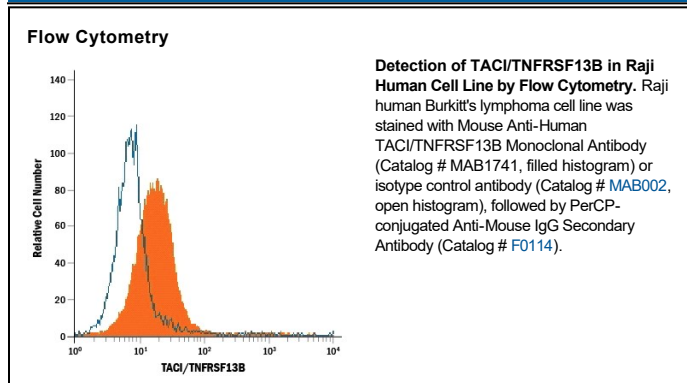 Flow Cytometry
140
120
100
80
60
40
20
0
Relative Cell Number
10⁰
10¹
10²
10³
10⁴
TACI/TNFRSF13B
Detection of TACI/TNFRSF13B in Raji
Human Cell Line by Flow Cytometry. Raji
human Burkitt's lymphoma cell line was
stained with Mouse Anti-Human
TACI/TNFRSF13B Monoclonal Antibody
(Catalog # MAB1741, filled histogram) or
isotype control antibody (Catalog # MAB002,
open histogram), followed by PerCP-
conjugated Anti-Mouse IgG Secondary
Antibody (Catalog # F0114).